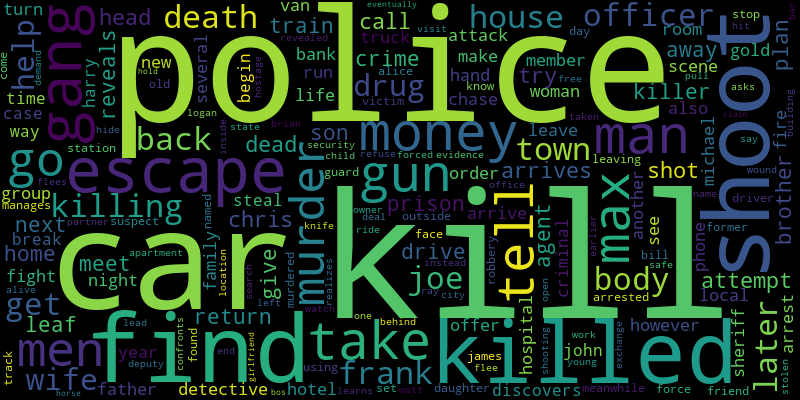 turn head death van call eventually visit house officer stop bar
come help gang train revealed truck attack room hit
police shoot
harry reveals new several begin hold hostage bank crime make day away gold plan
old run drug member scene pull
time life hand try woman killer asks
case victim alice know chase free also
way hide back logan state brian money taken man building
station dead inside son security refuse forced evidence leave leaving michael claim say brother fire
go escape gun child guard order town shot wound
flees prison arrives
group manages killing steal murder chris owner deal ride outside arrive max another phone driver
next partner suspect named family knife face drive office tell agent criminal see name former
break car kill
home apartment location give murdered realizes joe instead robbery earlier bill safe
fight meet night search body attempt
alive hospital open arrested local
get leaf return left watch ray city one behind offer shooting exchange however sheriff later arrest
men find take killed
track lead year confronts found end girlfriend james flee john work young stolen
wife deputy using frank discovers
father detective bos hotel learns set matt daughter meanwhile force friend
horse demand